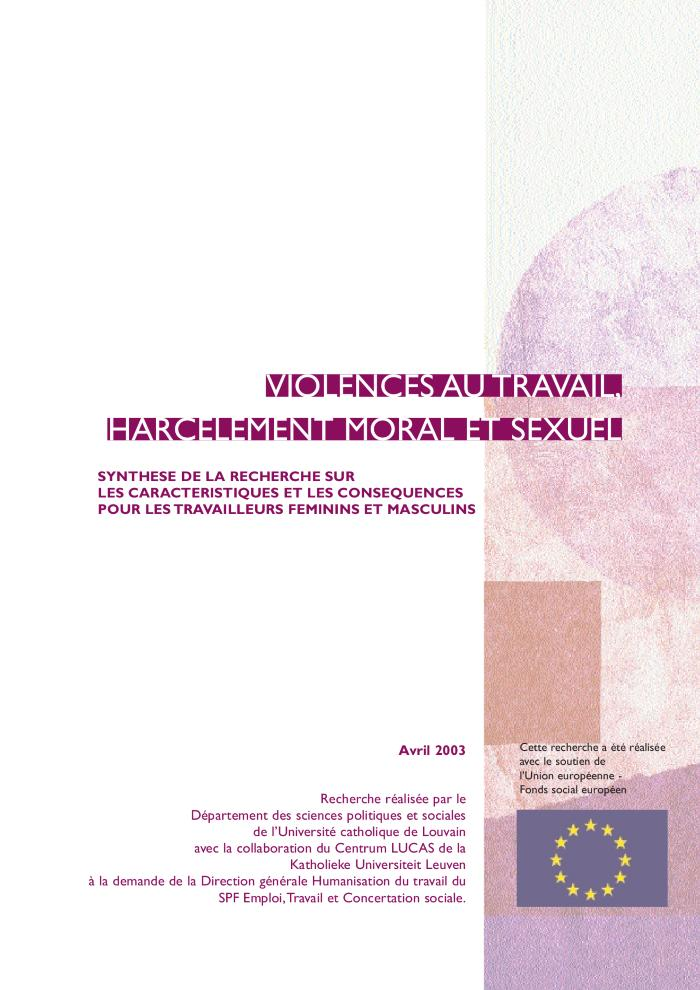 VIOLENCES AU TRAVAIL,
HARCELEMENT MORAL ET SEXUEL
SYNTHESE DE LA RECHERCHE SUR
LES CARACTERISTIQUES ET LES CONSEQUENCES
POUR LES TRAVAILLEURS FEMININS ET MASCULINS
Avril 2003
Recherche réalisée par le
Département des sciences politiques et sociales
de l'Université catholique de Louvain
avec la collaboration du Centrum LUCAS de la
Katholieke Universiteit Leuven
à la demande de la Direction générale Humanisation du travail du
SPF Emploi, Travail et Concertation sociale.
Cette recherche a été réalisée
avec le soutien de
l'Union européenne -
Fonds social européen